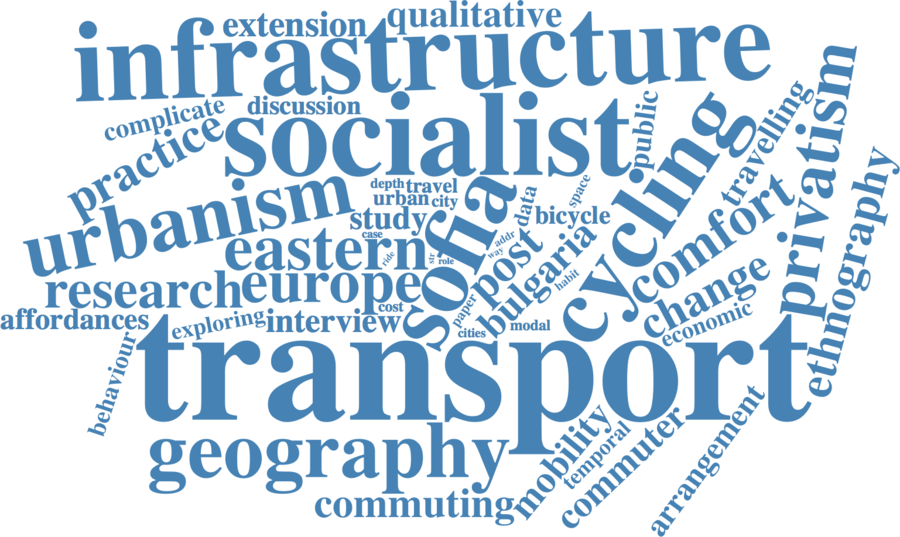 extension
qualitative
infrastructure
complicate
discussion
practice
socialist
public
travelling
privatism
cycling
urbanism
depth
travel
urban
city
study
sofia
data
space
bicycle
comfort
ethnography
eastern
case
ride
str
role
addr
way
post
bulgaria
habit
change
research
europe
cost
paper
cities
modal
economic
affordances
exploring
interview
behaviour
transport
geography
mobility
temporal
commuter
arrangement
commuting